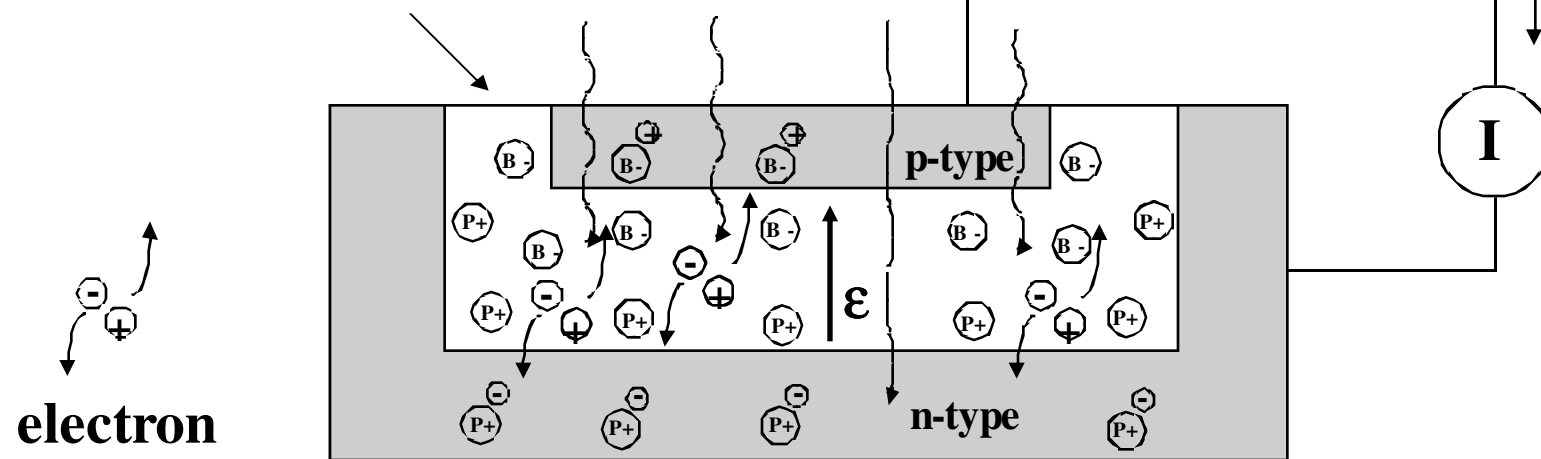 I
+
+
B -
B-
B-
p-type
B -
P+
B -
B -
B -
B -
P+
B -
-
-
+
-
-
+
P+
-
+
P+
P+
ε
P+
+
P+
-
-
-
-
electron
P+
P+
P+
n-type
P+